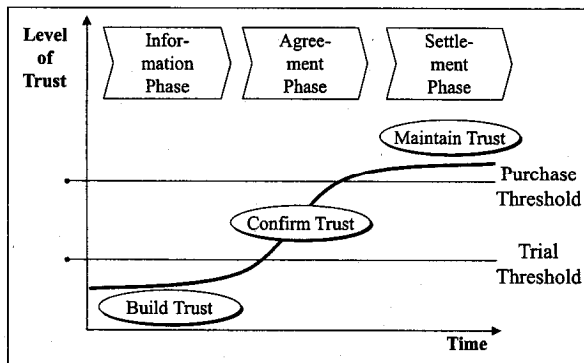 Level
of
Trust
Infor-
mation
Phase
Agree-
ment
Phase
Settle-
ment
Phase
Maintain Trust
Purchase
Threshold
Confirm Trust
Trial
Threshold
Build Trust
Time